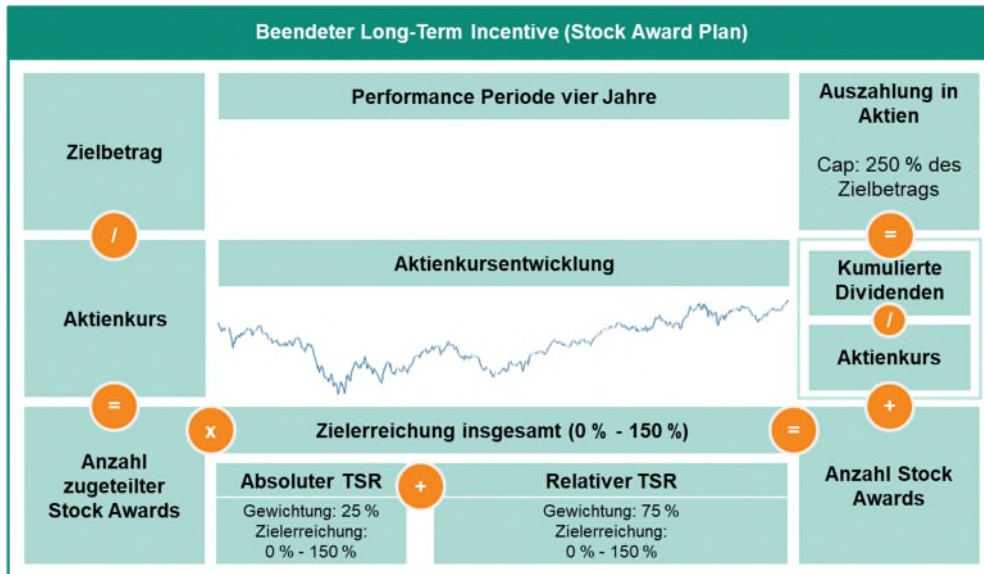 Beendeter Long-Term Incentive (Stock Award Plan)
Zielbetrag
/
Aktienkurs
=
Anzahl
zugeteilter
Stock Awards
x
Performance Periode vier Jahre
Aktienkursentwicklung
Zielerreichung insgesamt (0 % - 150 %)
Absoluter TSR
Gewichtung: 25 %
Zielerreichung:
0 % - 150 %
+
Relativer TSR
Gewichtung: 75 %
Zielerreichung:
0 % - 150 %
=
Auszahlung in
Aktien
Cap: 250 % des
Zielbetrags
=
Kumulierte
Dividenden
/
Aktienkurs
+
Anzahl Stock
Awards